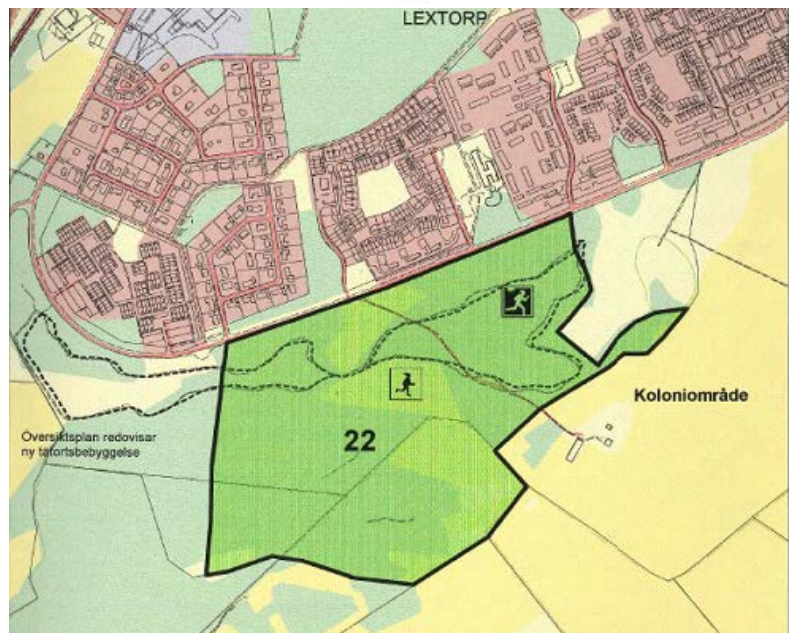 LEXTORP
Koloniområde
22
Översiktsplan redovisar
ny tätortsbebyggelse